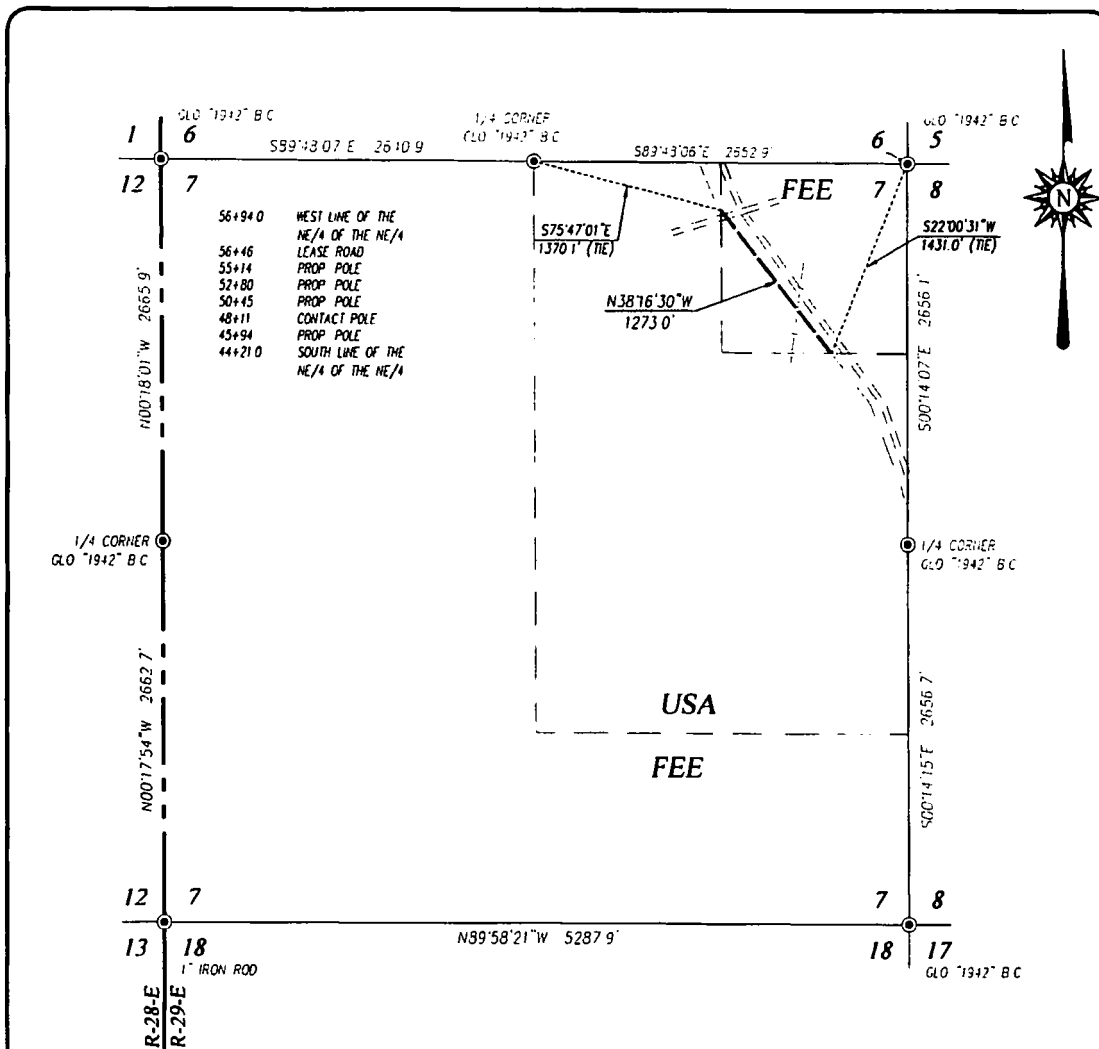 GLO "1942" B C
1/4 CORNER
GLO "1942" B C
GLO "1942" B C
1 6
6 5
S89°48'07"E 2640 9
S89°43'06"E 2652 9'
12 7
7 8
FEE
N
56+94 0 WEST LINE OF THE
NE/4 OF THE NE/4
56+46 LEASE ROAD
55+14 PROP POLE
52+80 PROP POLE
50+45 PROP POLE
48+11 CONTACT POLE
45+94 PROP POLE
44+21 0 SOUTH LINE OF THE
NE/4 OF THE NE/4
S75°47'01"E
1370 1' (TIE)
S22°00'31"W
1431.0' (TIE)
N38°16'30"W
1273 0'
N00°18'01"W 2665 9'
S00°14'07"E 2656 1'
1/4 CORNER
GLO "1942" B C
1/4 CORNER
GLO "1942" B C
N00°17'54"W 2662 7'
USA
FEE
S00°14'15"E 2656 7'
12 7
7 8
N89°58'21"W 5287 9'
13 18
18 17
1" IRON ROD
GLO "1942" B C
R-28-E
R-29-E